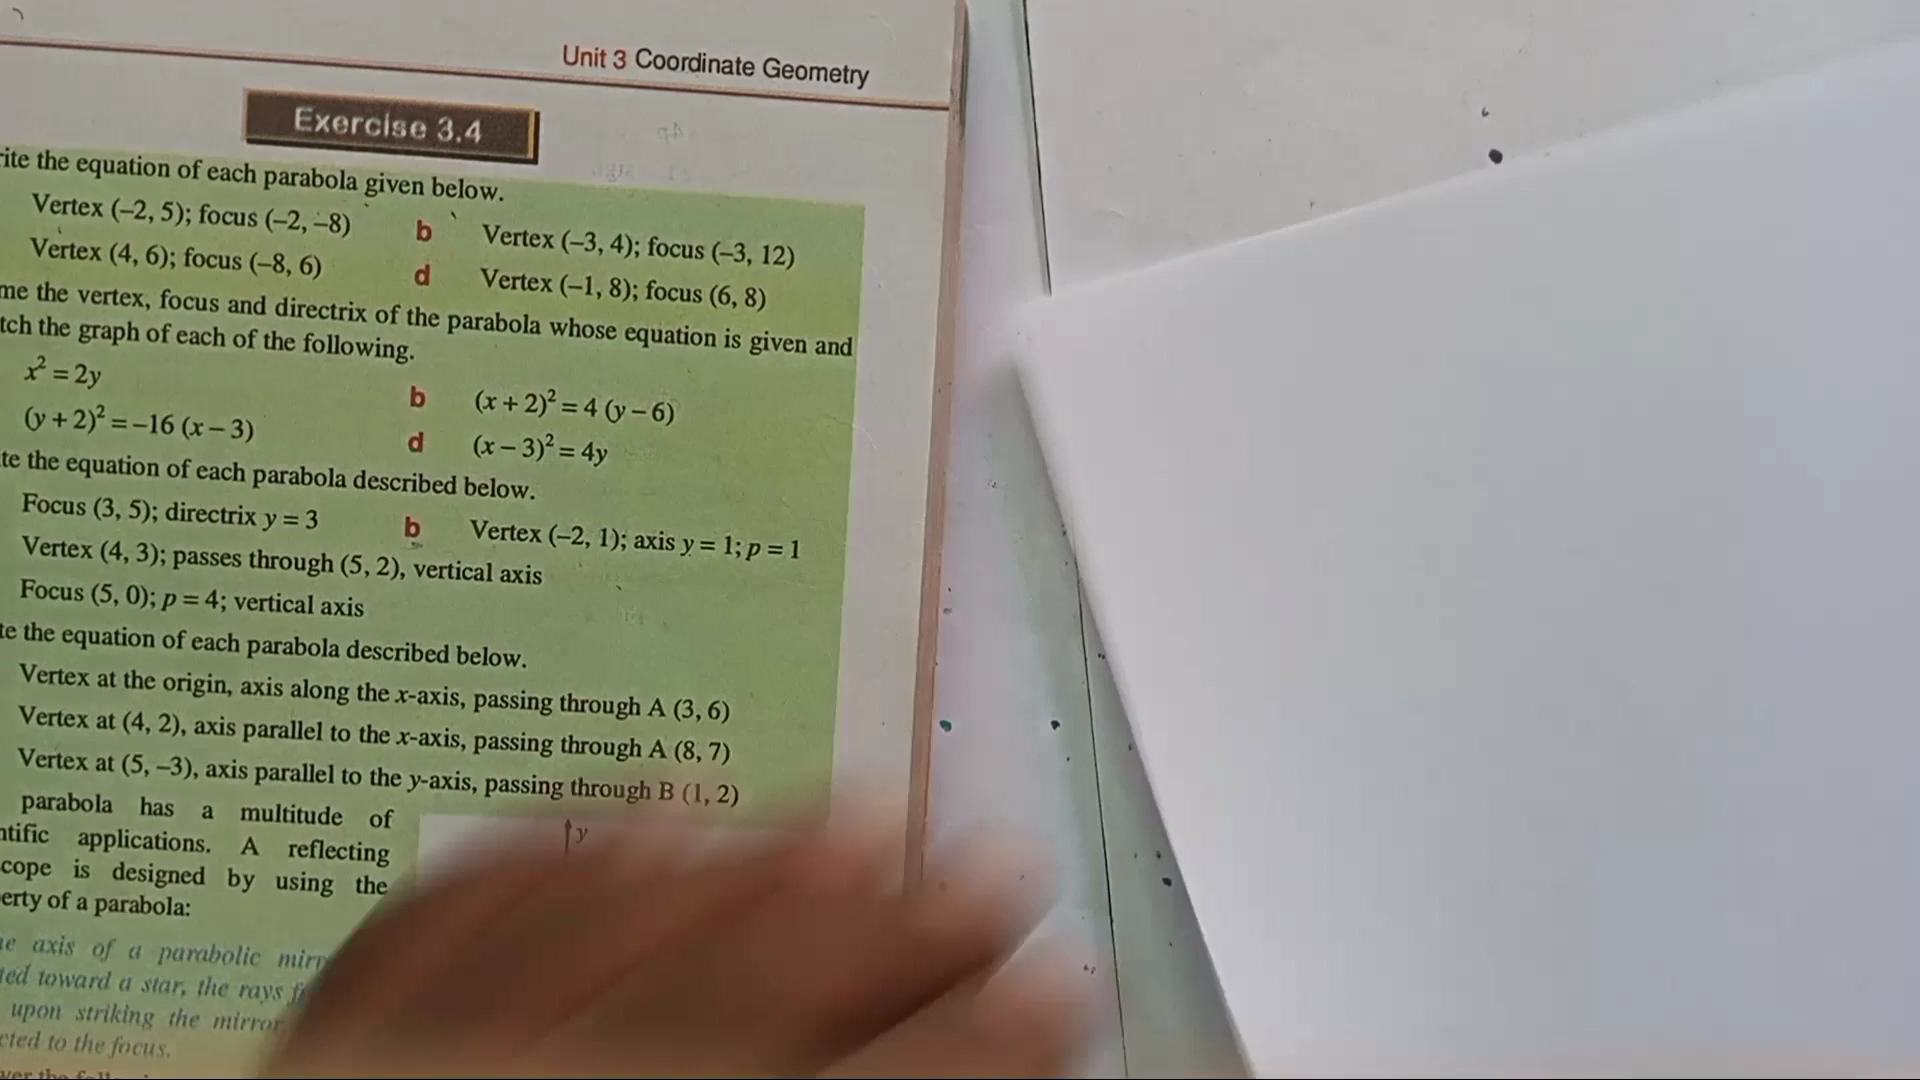 Unit 3 Coordinate Geometry
Exercise 3.4
rite the equation of each parabola given below.
Vertex (–2, 5); focus (–2, –8) b Vertex (–3, 4); focus (–3, 12)
Vertex (4, 6); focus (–8, 6) d Vertex (–1, 8); focus (6, 8)
me the vertex, focus and directrix of the parabola whose equation is given and
tch the graph of each of the following.
x² = 2y b (x + 2)² = 4 (y – 6)
(y + 2)² = –16 (x – 3) d (x – 3)² = 4y
te the equation of each parabola described below.
Focus (3, 5); directrix y = 3 b Vertex (–2, 1); axis y = 1; p = 1
Vertex (4, 3); passes through (5, 2), vertical axis
Focus (5, 0); p = 4; vertical axis
te the equation of each parabola described below.
Vertex at the origin, axis along the x-axis, passing through A (3, 6)
Vertex at (4, 2), axis parallel to the x-axis, passing through A (8, 7)
Vertex at (5, –3), axis parallel to the y-axis, passing through B (1, 2)
parabola has a multitude of
ntific applications. A reflecting
cope is designed by using the
erty of a parabola:
y
e axis of a parabolic mirr
ted toward a star, the rays f
upon striking the mirror,
cted to the focus.